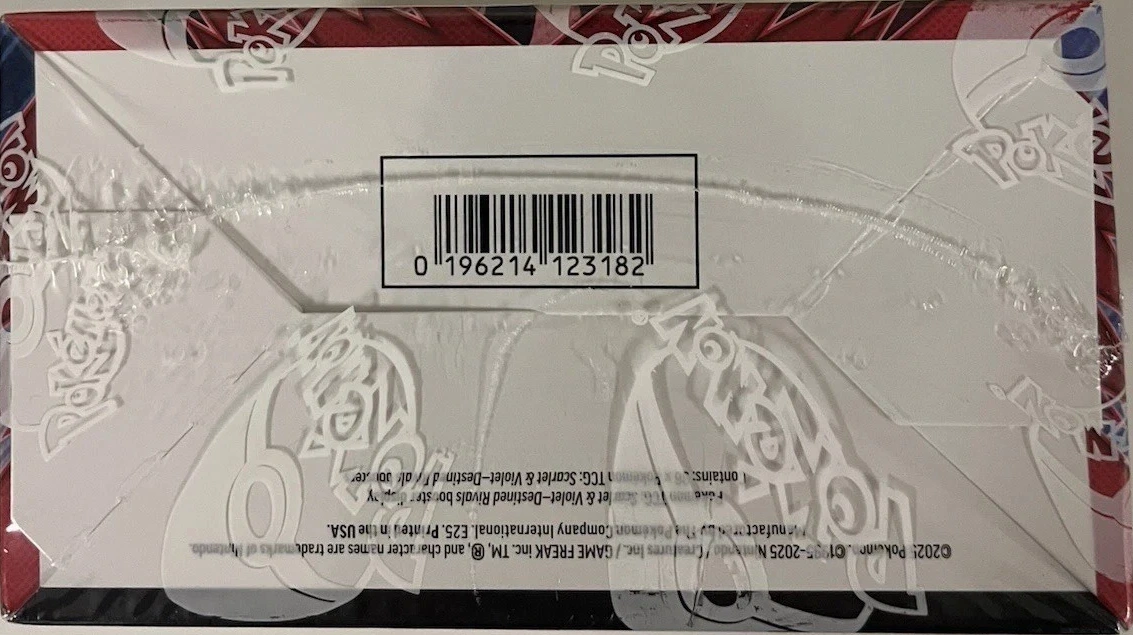 0 196214 123182
©2025 Pokémon. ©1995-2025 Nintendo / Creatures Inc. / GAME FREAK inc. TM, ®, and character names are trademarks of Nintendo.
Manufactured by The Pokémon Company International. E25. Printed in the USA.
Pokémon TCG: Scarlet & Violet–Destined Rivals booster display
Contains: 36 x Pokémon TCG: Scarlet & Violet–Destined Rivals booster
Pokémon